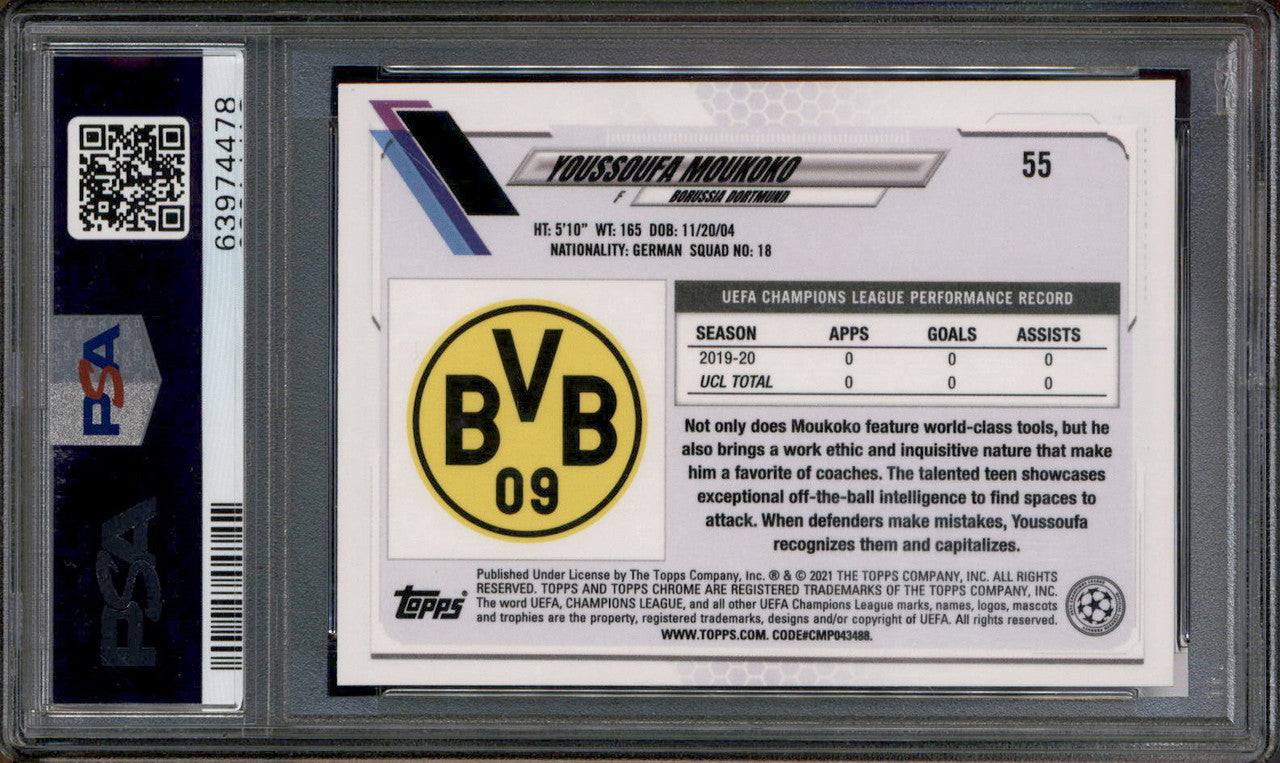 63974478
PSA
PSA
YOUSSOUFA MOUKOKO
55
F BORUSSIA DORTMUND
HT: 5'10" WT: 165 DOB: 11/20/04
NATIONALITY: GERMAN SQUAD NO: 18
BVB
09
UEFA CHAMPIONS LEAGUE PERFORMANCE RECORD
SEASON APPS GOALS ASSISTS
2019-20 0 0 0
UCL TOTAL 0 0 0
Not only does Moukoko feature world-class tools, but he
also brings a work ethic and inquisitive nature that make
him a favorite of coaches. The talented teen showcases
exceptional off-the-ball intelligence to find spaces to
attack. When defenders make mistakes, Youssoufa
recognizes them and capitalizes.
topps
Published Under License by The Topps Company, Inc. ® & © 2021 THE TOPPS COMPANY, INC. ALL RIGHTS
RESERVED. TOPPS AND TOPPS CHROME ARE REGISTERED TRADEMARKS OF THE TOPPS COMPANY, INC.
The word UEFA, CHAMPIONS LEAGUE, and all other UEFA Champions League marks, names, logos, mascots
and trophies are the property, registered trademarks, designs and/or copyright of UEFA. All rights reserved.
WWW.TOPPS.COM. CODE#CMP043488.